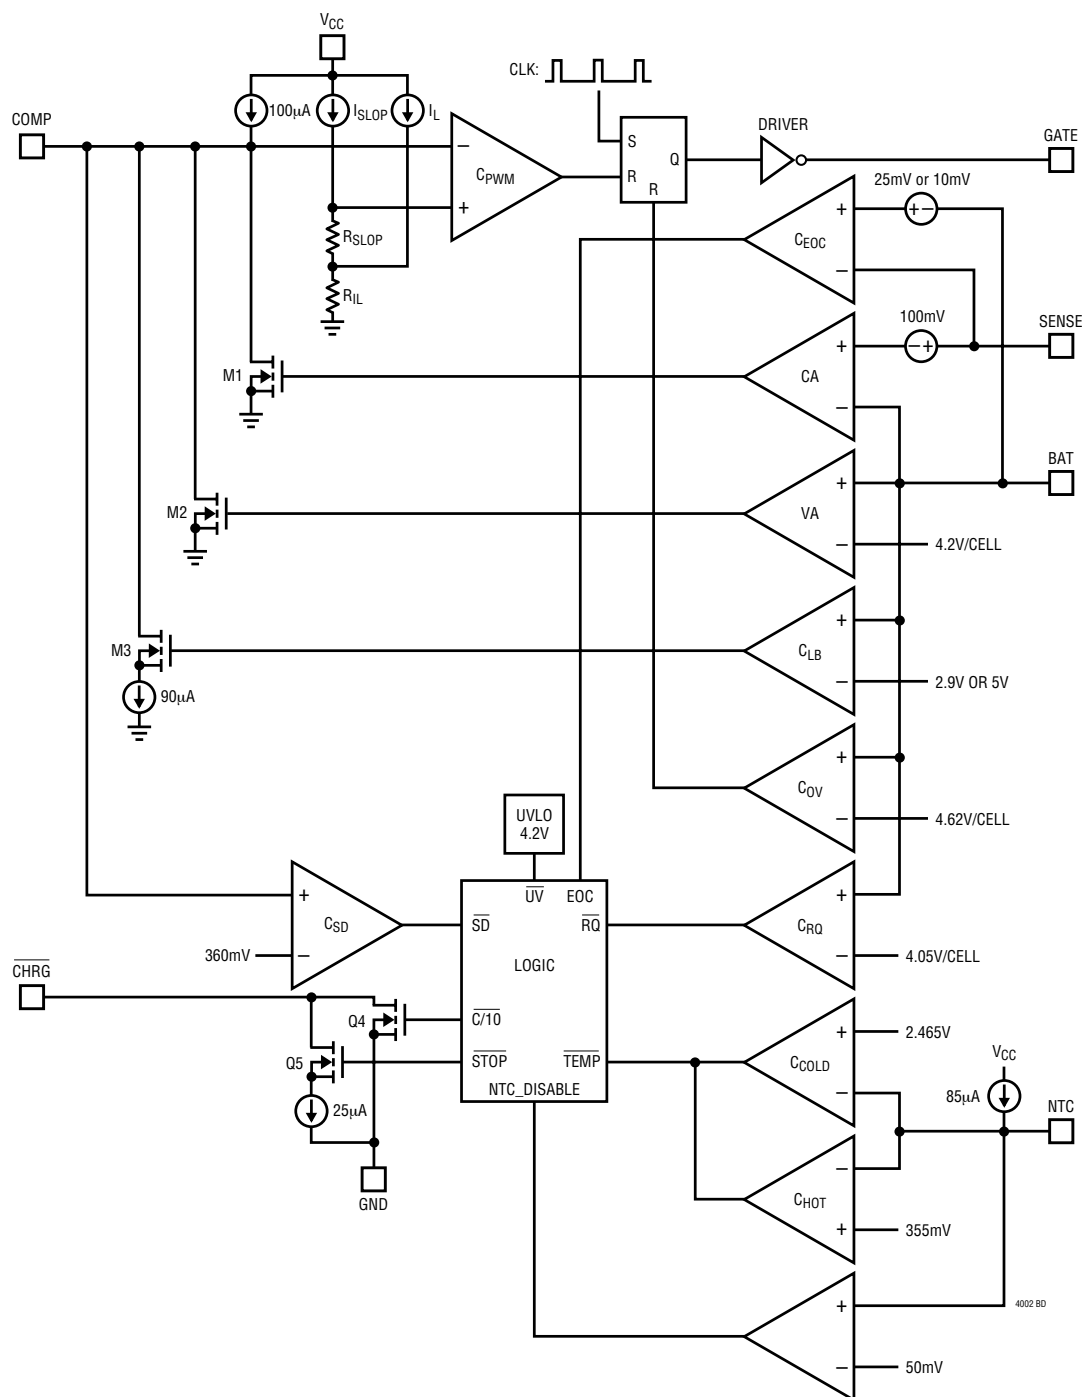 VCC
CLK:
COMP
100µA
ISLOP
IL
DRIVER
GATE
S
Q
R
R
−
CPWM
+
25mV or 10mV
+−
+
CEOC
−
RSLOP
RIL
100mV
−+
SENSE
+
CA
−
M1
BAT
+
VA
−
4.2V/CELL
M2
+
CLB
−
2.9V OR 5V
M3
90µA
+
COV
−
4.62V/CELL
UVLO
4.2V
UV
EOC
+
CSD
−
360mV
SD
RQ
LOGIC
+
CRQ
−
4.05V/CELL
CHRG
Q4
C/10
Q5
STOP
TEMP
NTC_DISABLE
25µA
GND
+
CCOLD
−
2.465V
VCC
85µA
NTC
−
CHOT
+
355mV
+
4002 BD
−
50mV